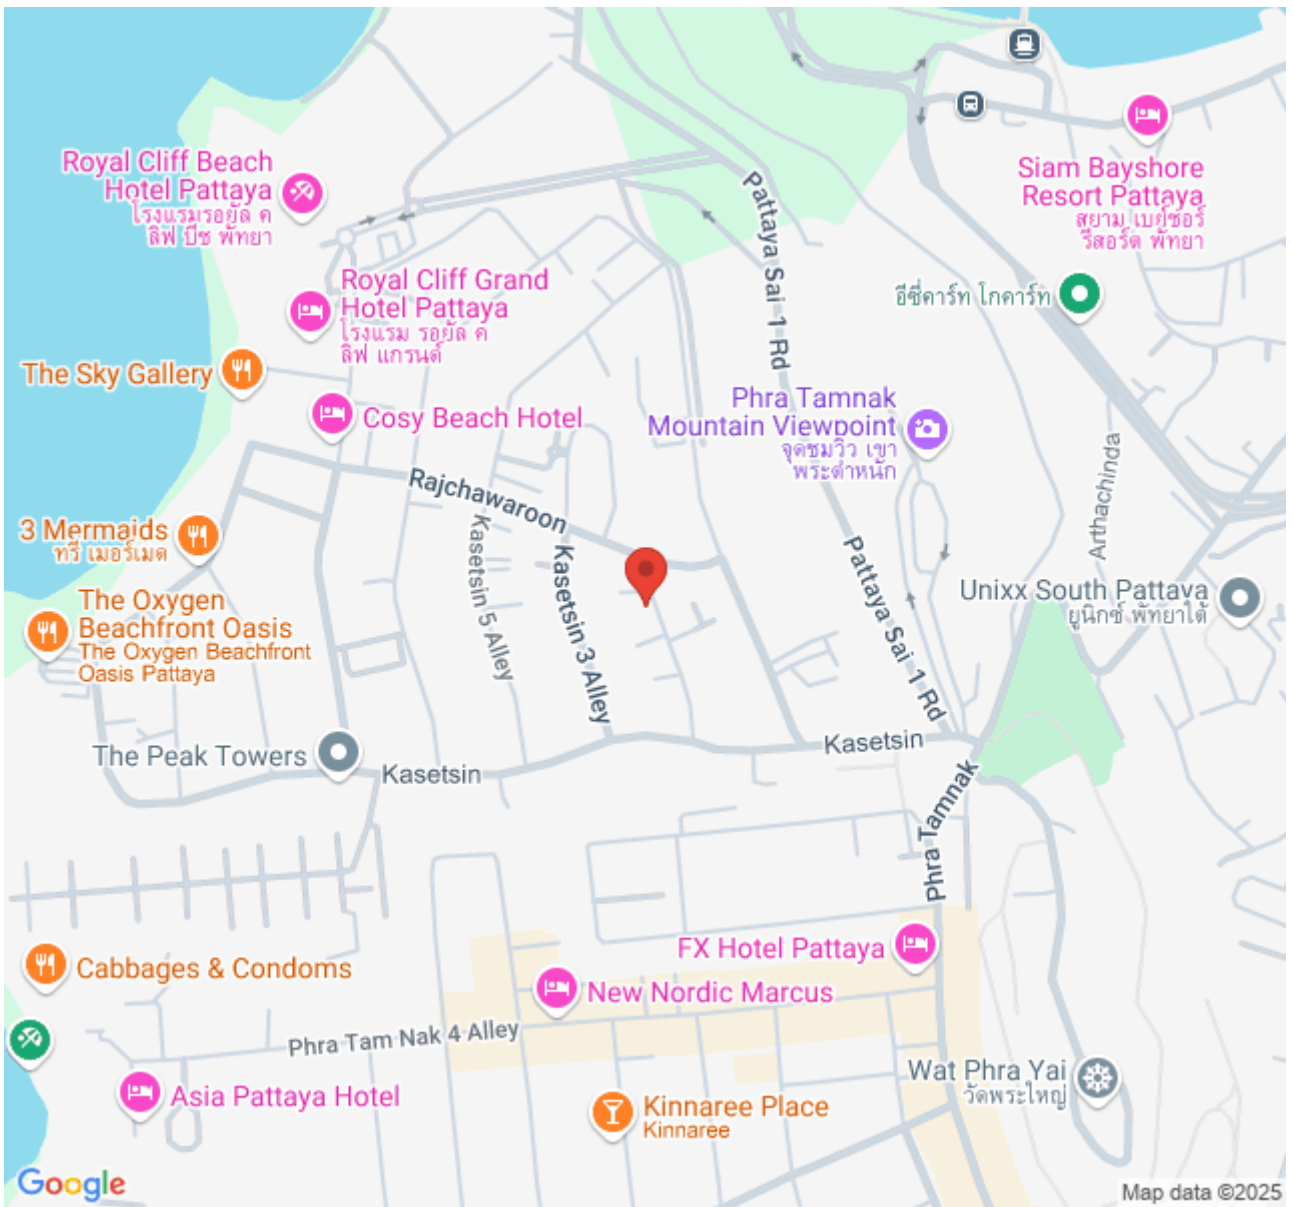 Royal Cliff Beach
Hotel Pattaya
โรงแรมรอยัล ค
ลิฟ บีช พัทยา
Siam Bayshore
Resort Pattaya
สยาม เบย์ชอร์
รีสอร์ต พัทยา
Pattaya Sai 1 Rd
Royal Cliff Grand
Hotel Pattaya
โรงแรม รอยัล ค
ลิฟ แกรนด์
อีซี่คาร์ท โกคาร์ท
The Sky Gallery
Cosy Beach Hotel
Phra Tamnak
Mountain Viewpoint
จุดชมวิว เขา
พระตำหนัก
Arthachinda
Rajchawaroon
3 Mermaids
ทรี เมอร์เมด
Kasetsin 5 Alley
Kasetsin 3 Alley
Pattaya Sai 1 Rd
Unixx South Pattaya
ยูนิกซ์ พัทยาใต้
The Oxygen
Beachfront Oasis
The Oxygen Beachfront
Oasis Pattaya
The Peak Towers
Kasetsin
Kasetsin
Phra Tamnak
FX Hotel Pattaya
Cabbages & Condoms
New Nordic Marcus
Phra Tam Nak 4 Alley
Wat Phra Yai
วัดพระใหญ่
Asia Pattaya Hotel
Kinnaree Place
Kinnaree
Google
Map data ©2025